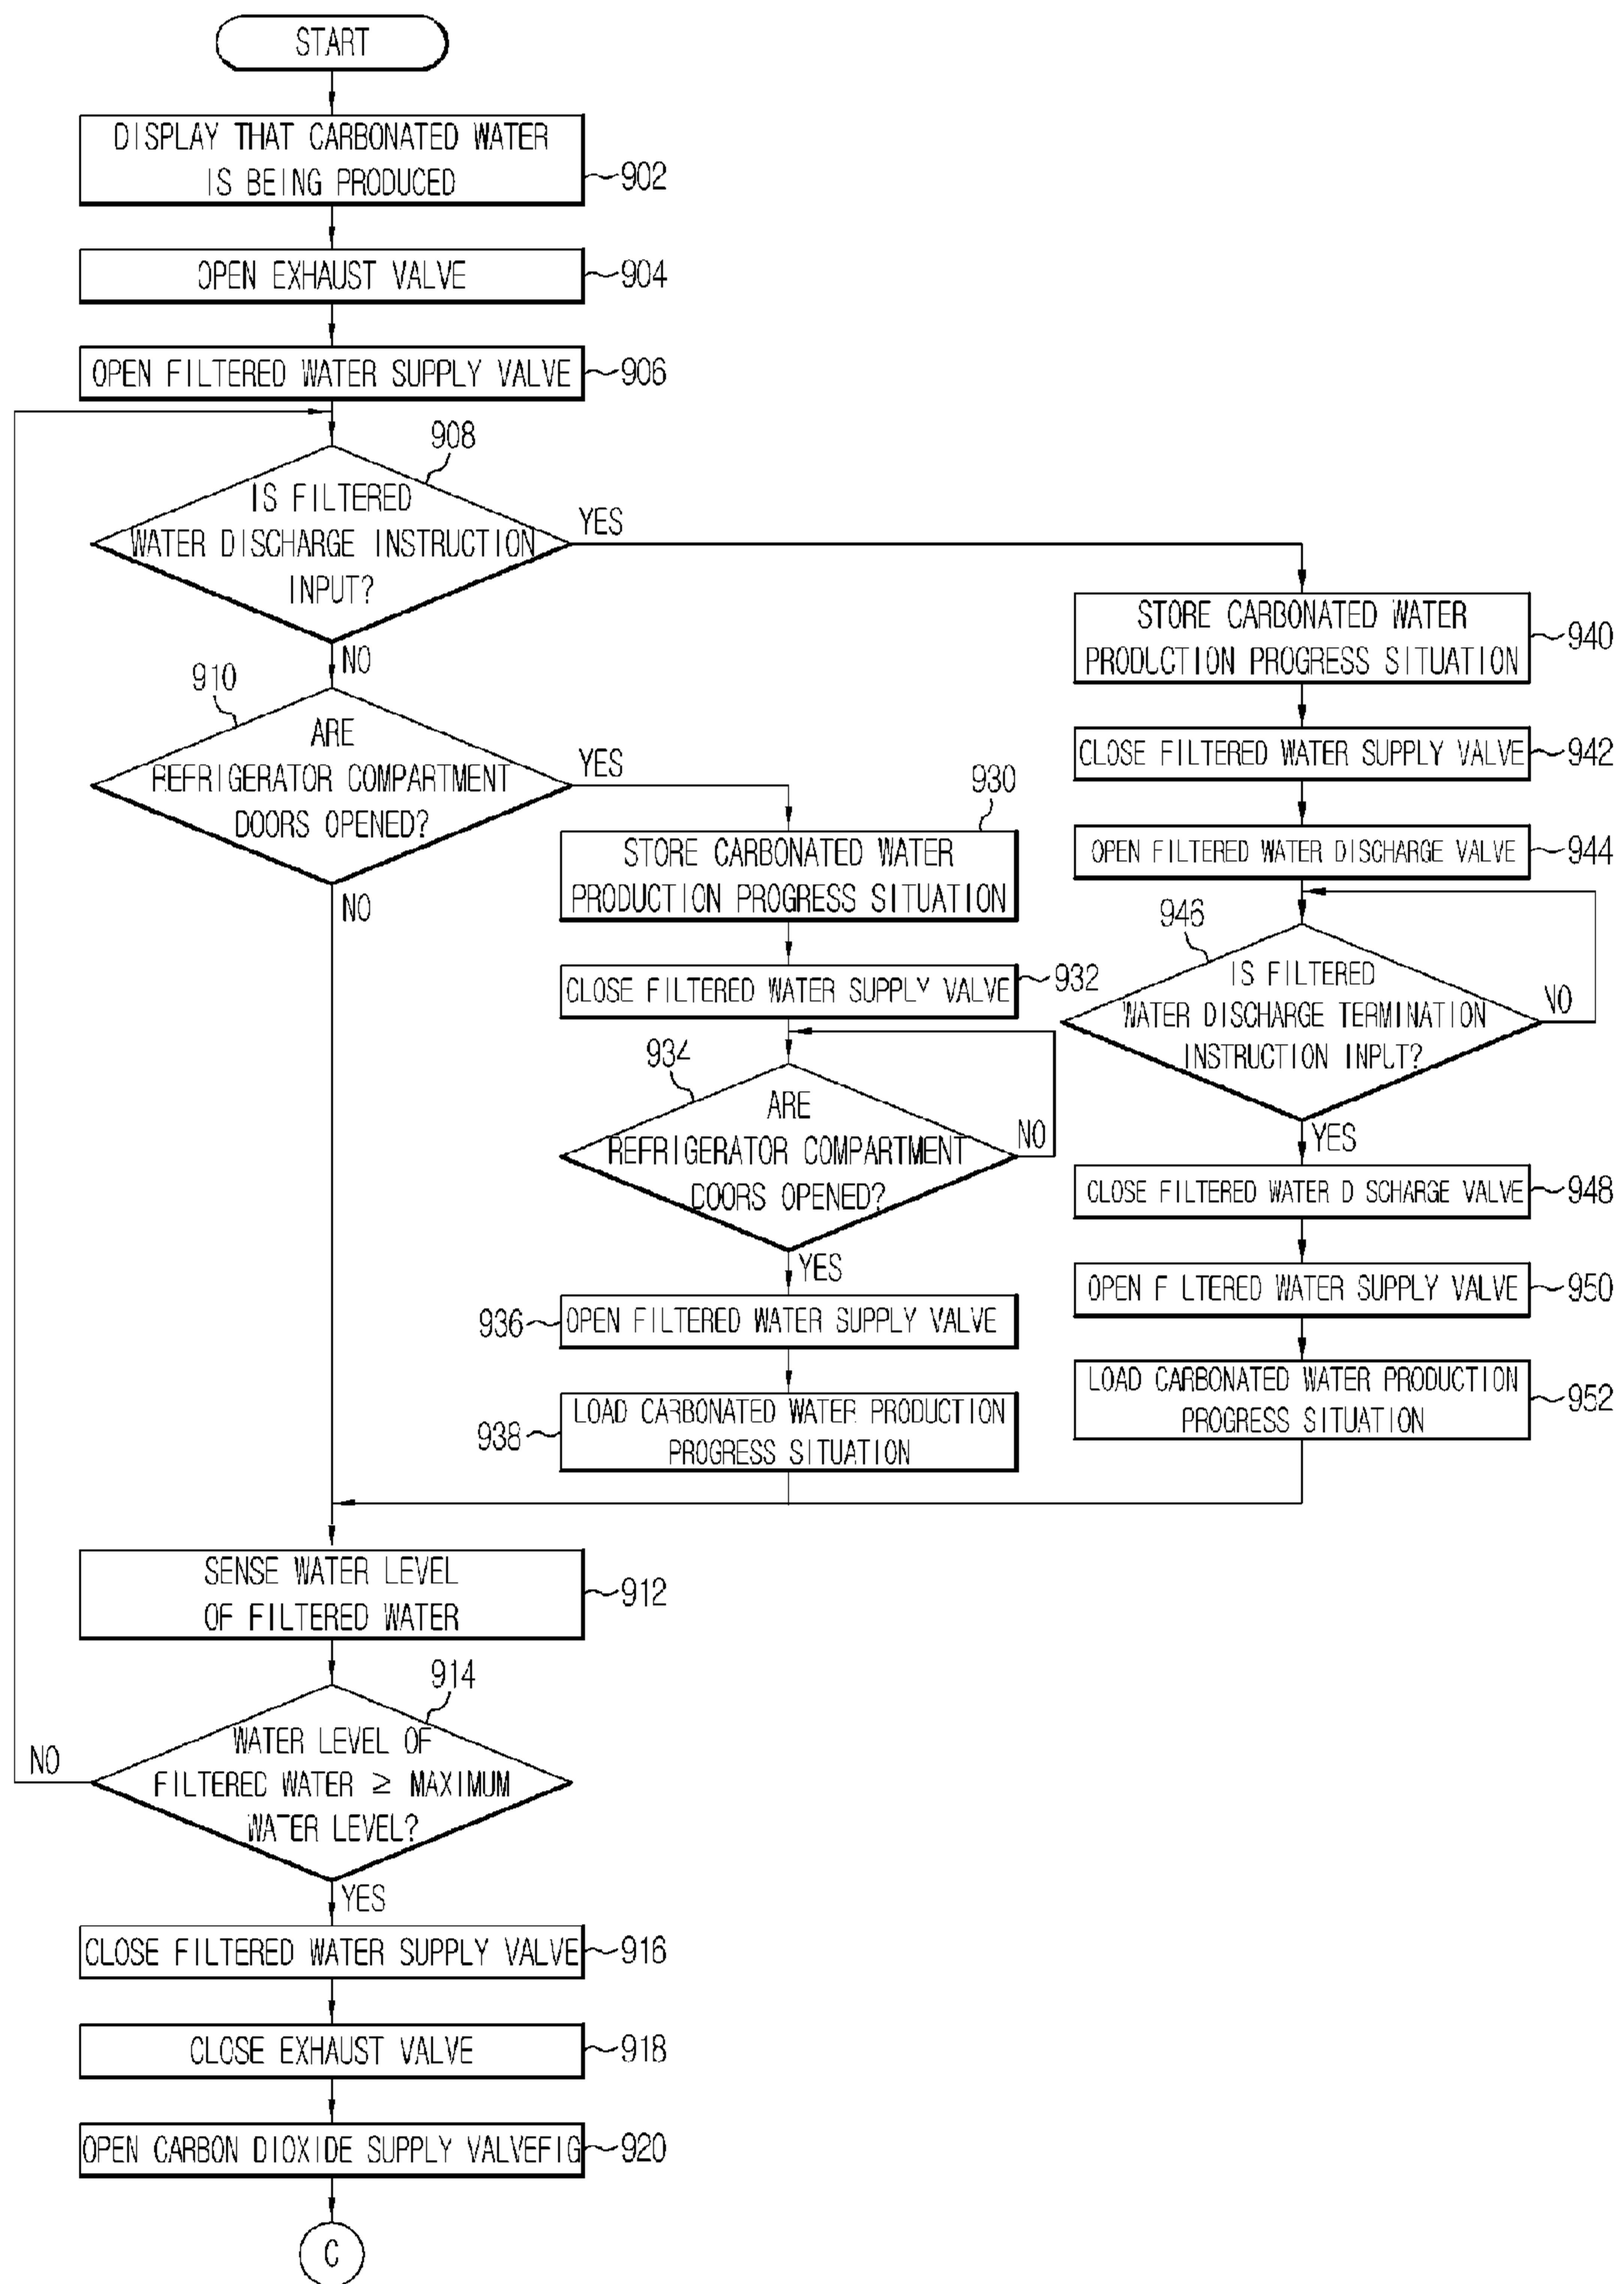 START
DISPLAY THAT CARBONATED WATER
IS BEING PRODUCED
902
OPEN EXHAUST VALVE
904
OPEN FILTERED WATER SUPPLY VALVE
906
908
IS FILTERED
WATER DISCHARGE INSTRUCTION
INPUT?
YES
NO
910
ARE
REFRIGERATOR COMPARTMENT
DOORS OPENED?
YES
NO
930
STORE CARBONATED WATER
PRODUCTION PROGRESS SITUATION
CLOSE FILTERED WATER SUPPLY VALVE
932
934
ARE
REFRIGERATOR COMPARTMENT
DOORS OPENED?
NO
YES
936
OPEN FILTERED WATER SUPPLY VALVE
938
LOAD CARBONATED WATER PRODUCTION
PROGRESS SITUATION
STORE CARBONATED WATER
PRODUCTION PROGRESS SITUATION
940
CLOSE FILTERED WATER SUPPLY VALVE
942
OPEN FILTERED WATER DISCHARGE VALVE
944
946
IS FILTERED
WATER DISCHARGE TERMINATION
INSTRUCTION INPUT?
NO
YES
CLOSE FILTERED WATER D SCHARGE VALVE
948
OPEN F LTERED WATER SUPPLY VALVE
950
LOAD CARBONATED WATER PRODUCTION
PROGRESS SITUATION
952
SENSE WATER LEVEL
OF FILTERED WATER
912
914
WATER LEVEL OF
FILTERED WATER ≥ MAXIMUM
WATER LEVEL?
NO
YES
CLOSE FILTERED WATER SUPPLY VALVE
916
CLOSE EXHAUST VALVE
918
OPEN CARBON DIOXIDE SUPPLY VALVEFIG
920
C